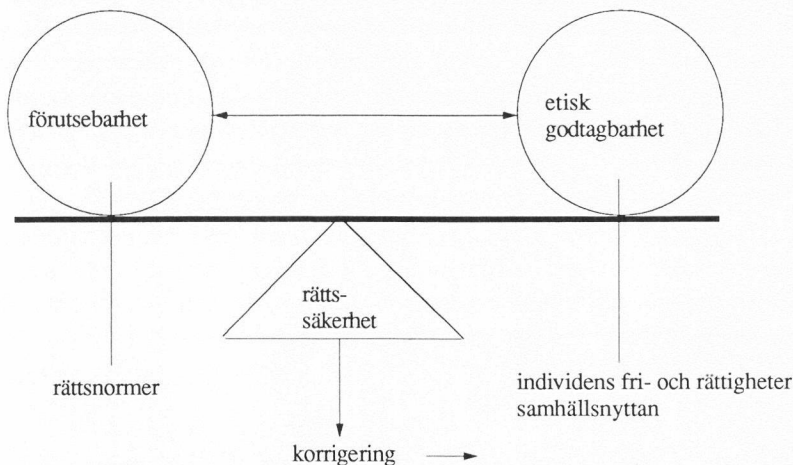 förutsebarhet
etisk
godtagbarhet
rätts-
säkerhet
rättsnormer
individens fri- och rättigheter
samhällsnyttan
korrigering